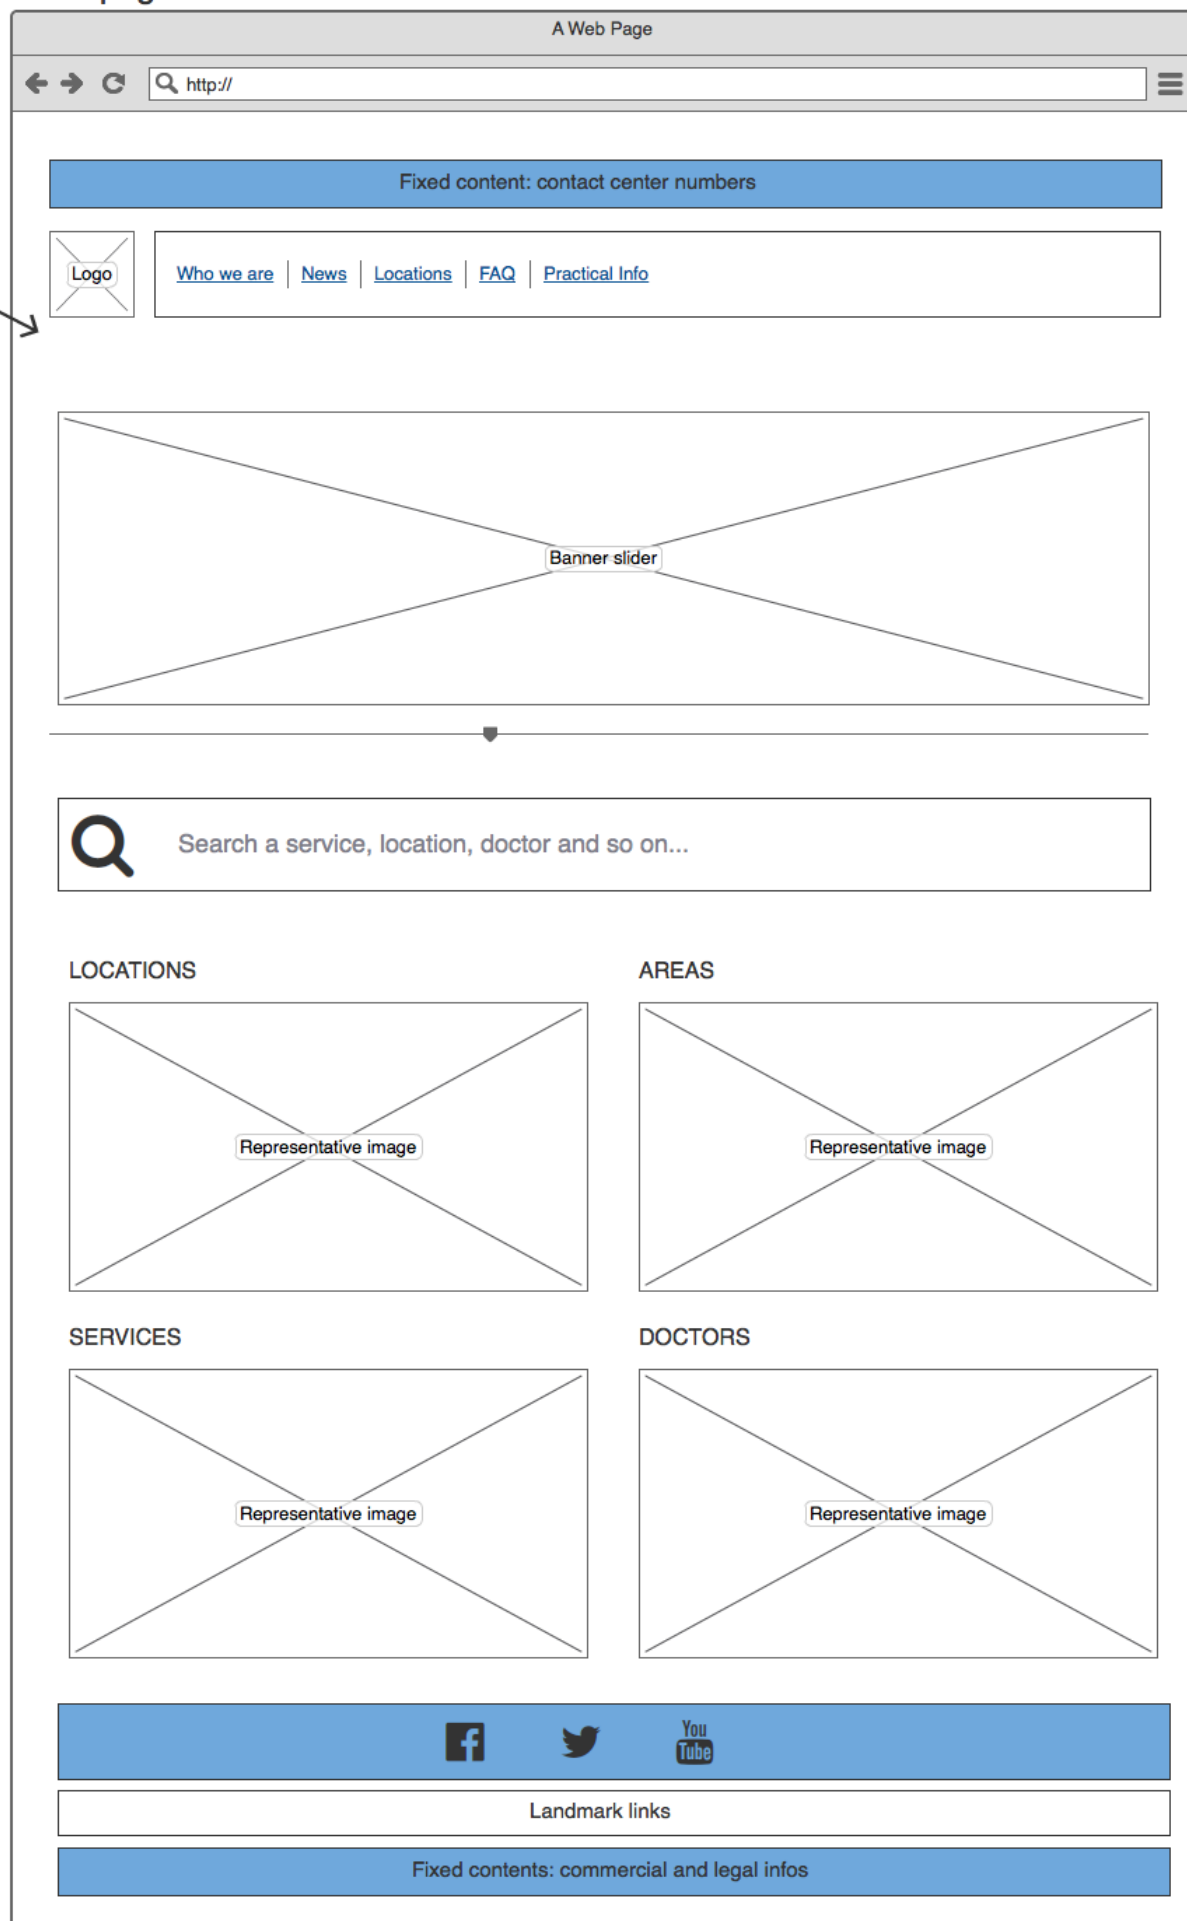 A Web Page
http://
Fixed content: contact center numbers
Logo
Who we are | News | Locations | FAQ | Practical Info
Banner slider
Search a service, location, doctor and so on...
LOCATIONS
AREAS
Representative image
Representative image
SERVICES
DOCTORS
Representative image
Representative image
You
Tube
Landmark links
Fixed contents: commercial and legal infos